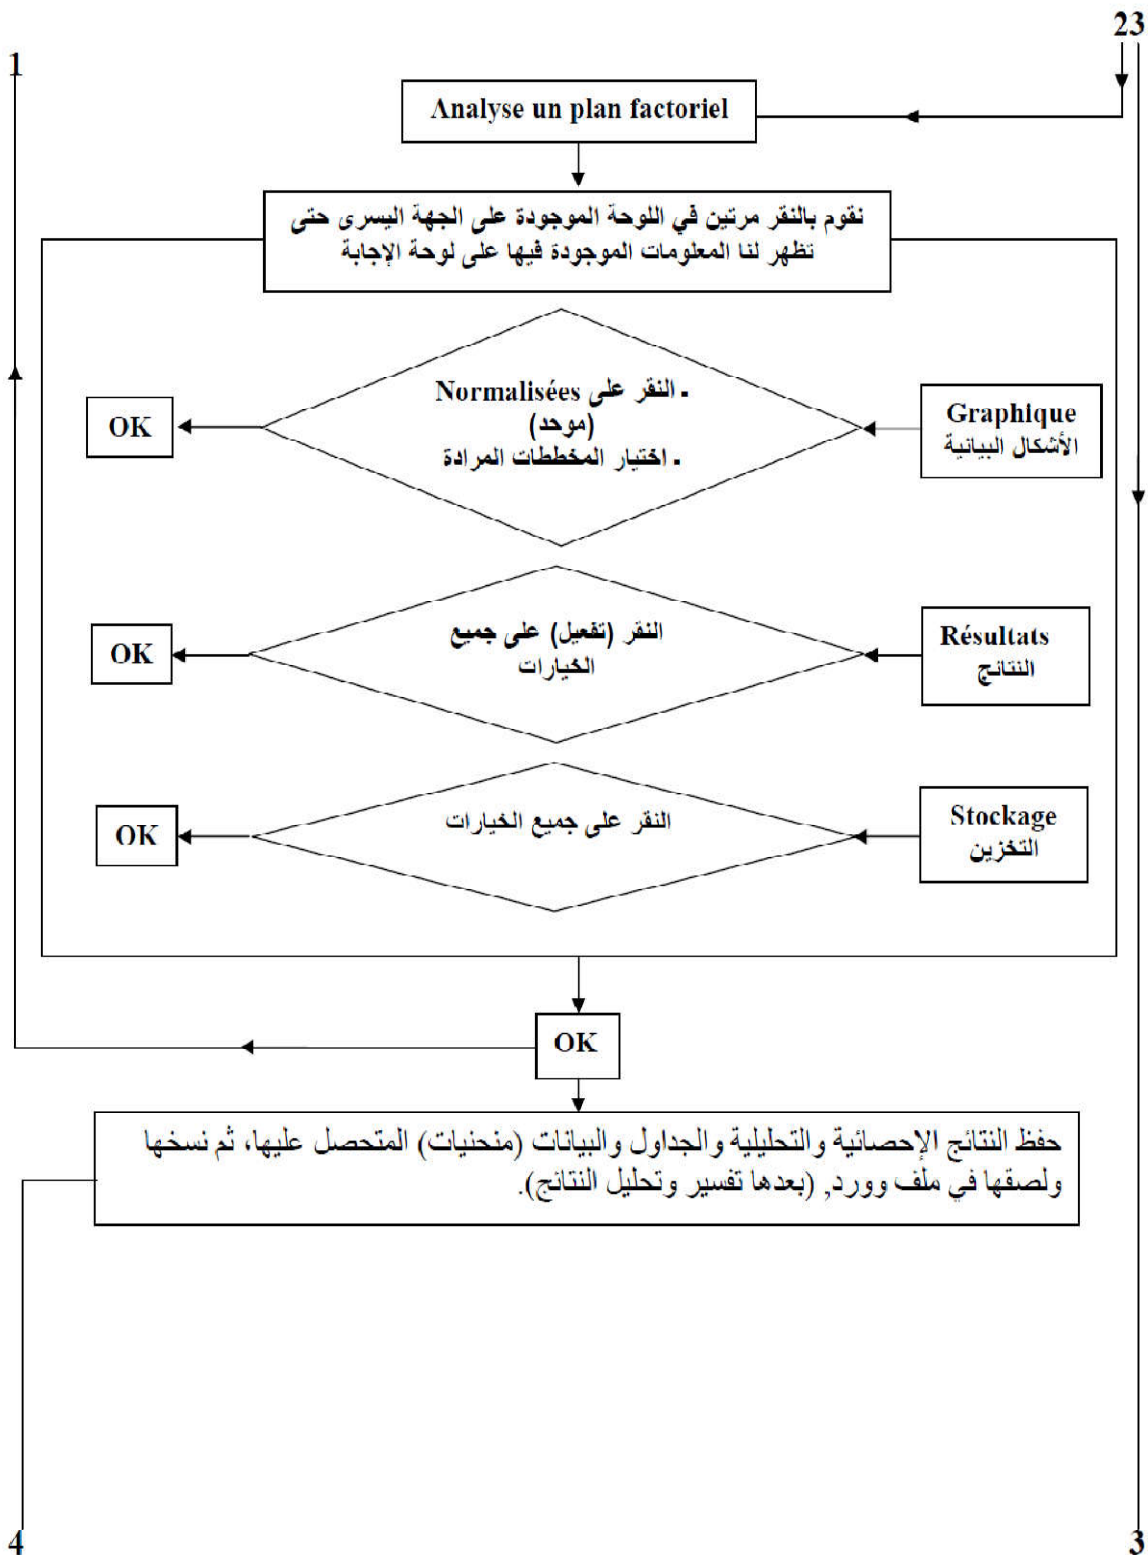 23
1
Analyse un plan factoriel
نقوم بالنقر مرتين في اللوحة الموجودة على الجهة اليسرى حتى
تظهر لنا المعلومات الموجودة فيها على لوحة الإجابة
- النقر على Normalisées
(موحد)
- اختيار المخططات المرادة
Graphique
الأشكال البيانية
OK
النقر (تفعيل) على جميع
الخيارات
Résultats
النتائج
OK
النقر على جميع الخيارات
Stockage
التخزين
OK
OK
حفظ النتائج الإحصائية والتحليلية والجداول والبيانات (منحنيات) المتحصل عليها، ثم نسخها
ولصقها في ملف وورد, (بعدها تفسير وتحليل النتائج).
4
3